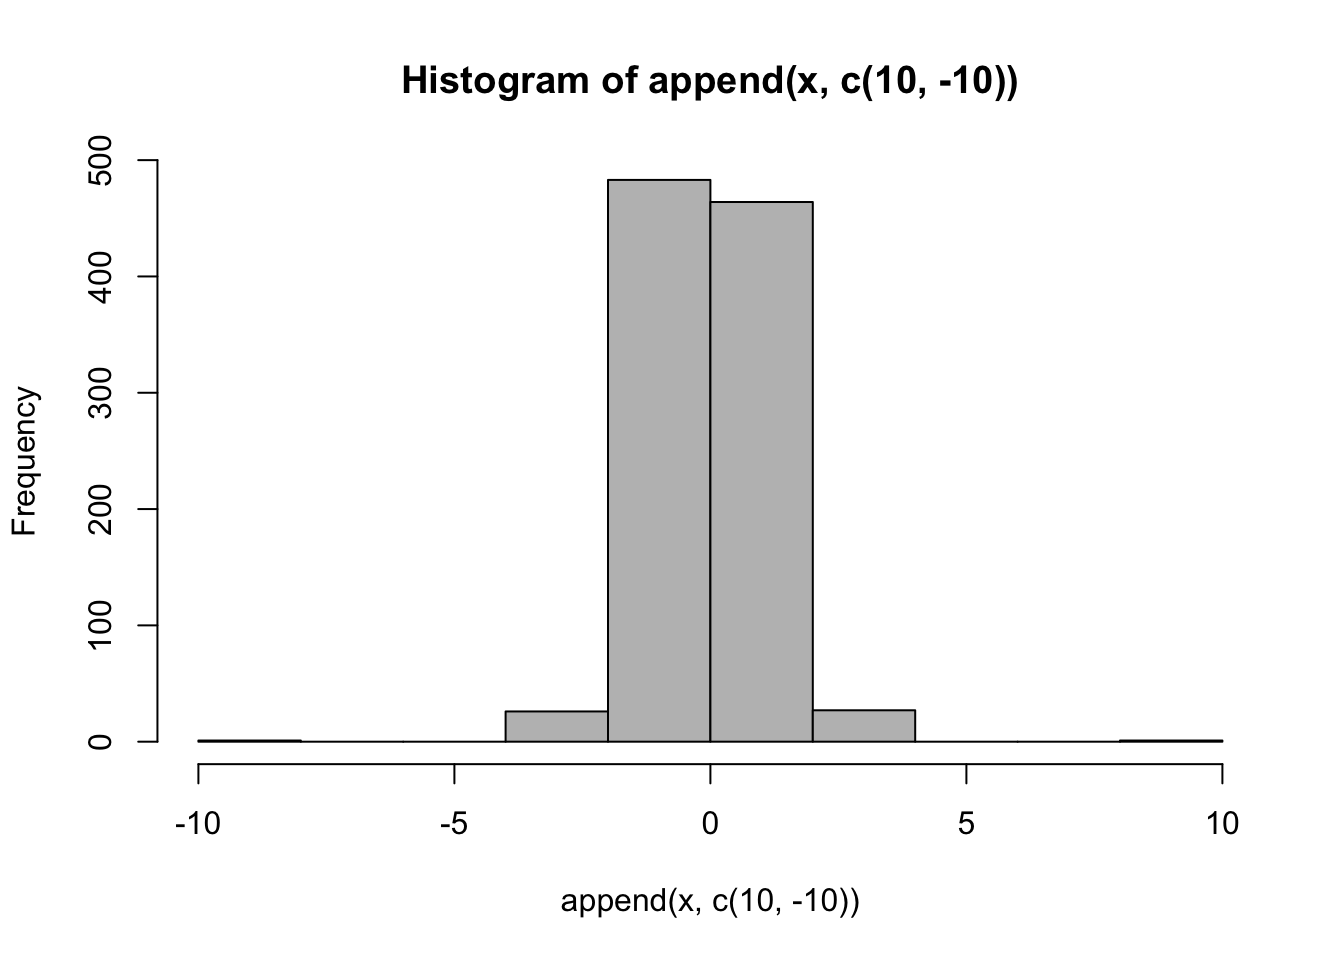 Histogram of append(x, c(10, -10))
Frequency
500
400
300
200
100
0
-10 -5 0 5 10
append(x, c(10, -10))